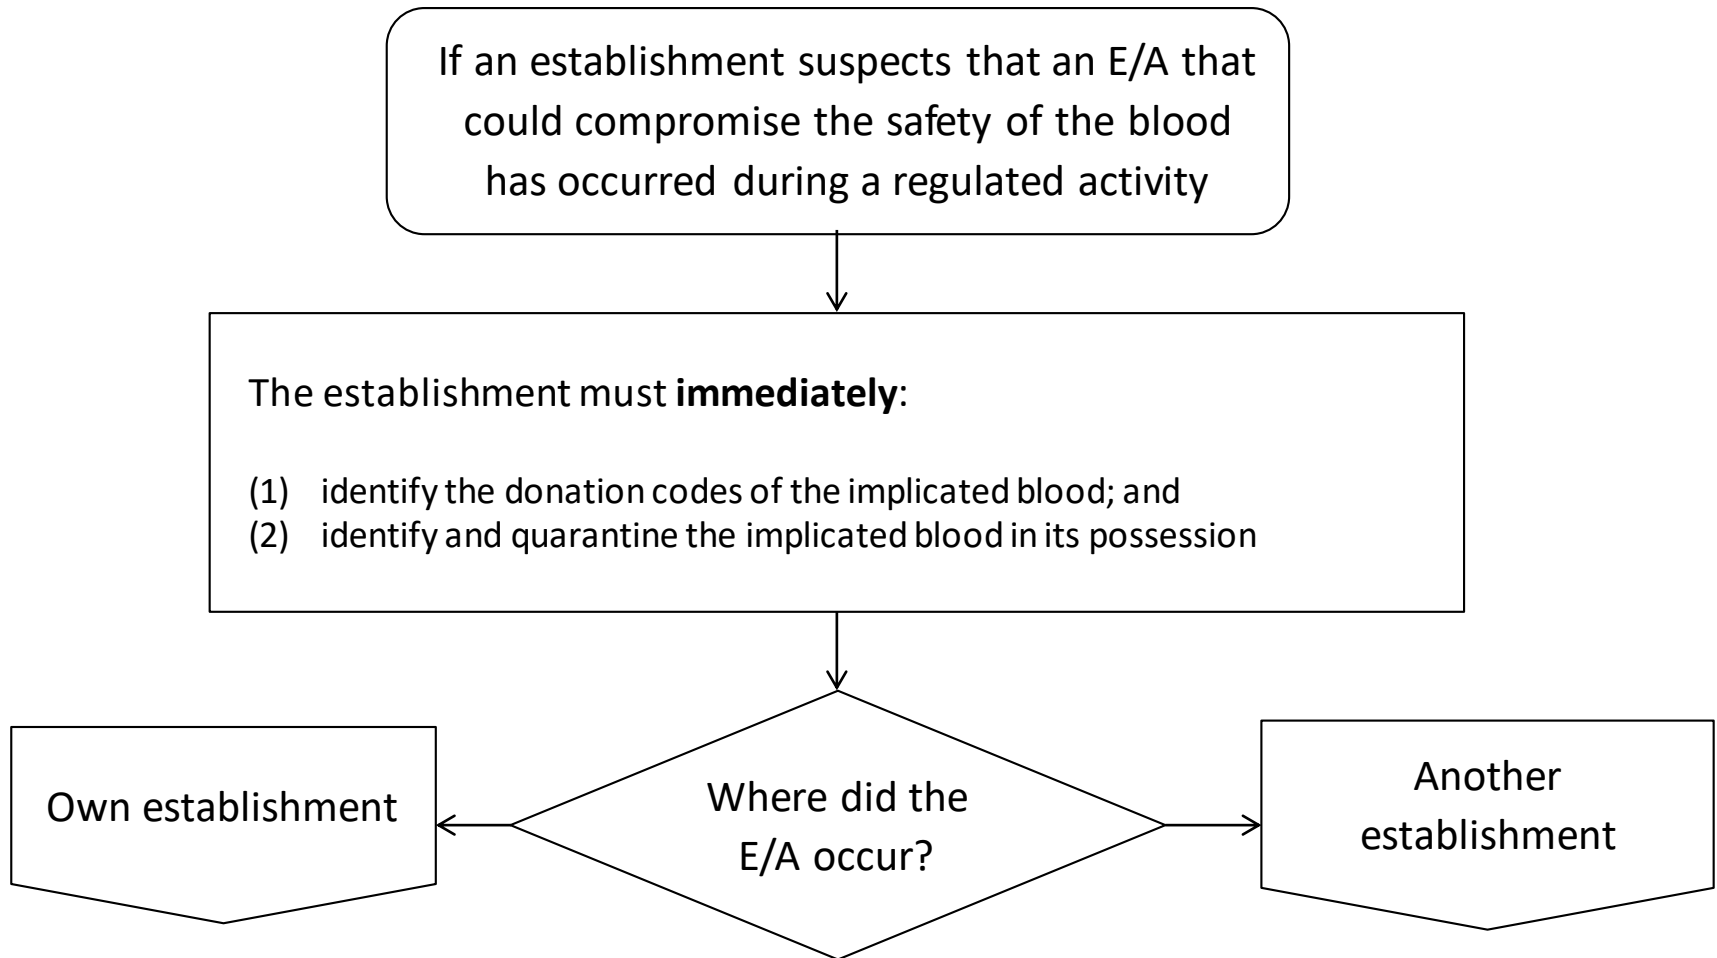 If an establishment suspects that an E/A that
could compromise the safety of the blood
has occurred during a regulated activity
The establishment must immediately:
(1) identify the donation codes of the implicated blood; and
(2) identify and quarantine the implicated blood in its possession
Own establishment
Where did the
E/A occur?
Another
establishment